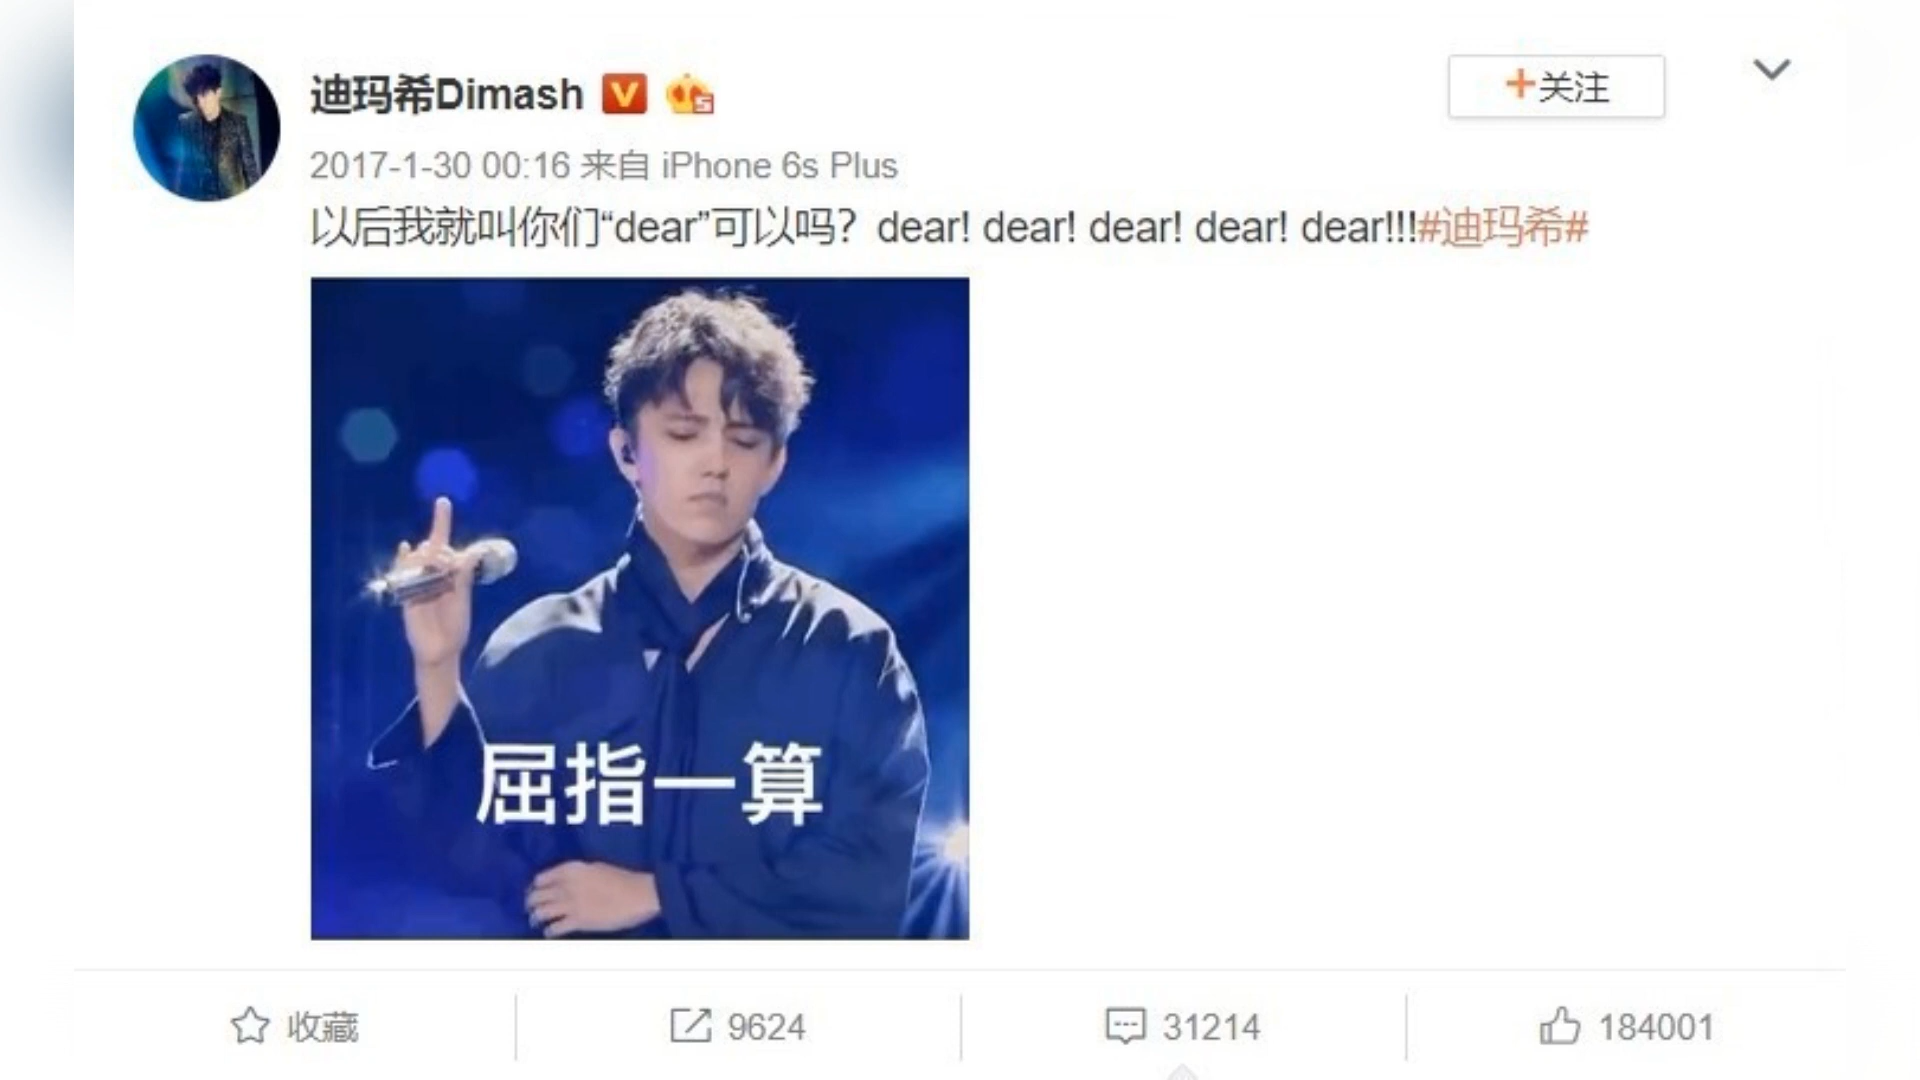 迪玛希Dimash
+关注
2017-1-30 00:16 来自 iPhone 6s Plus
以后我就叫你们“dear”可以吗？dear! dear! dear! dear! dear!!!#迪玛希#
屈指一算
收藏
9624
31214
184001